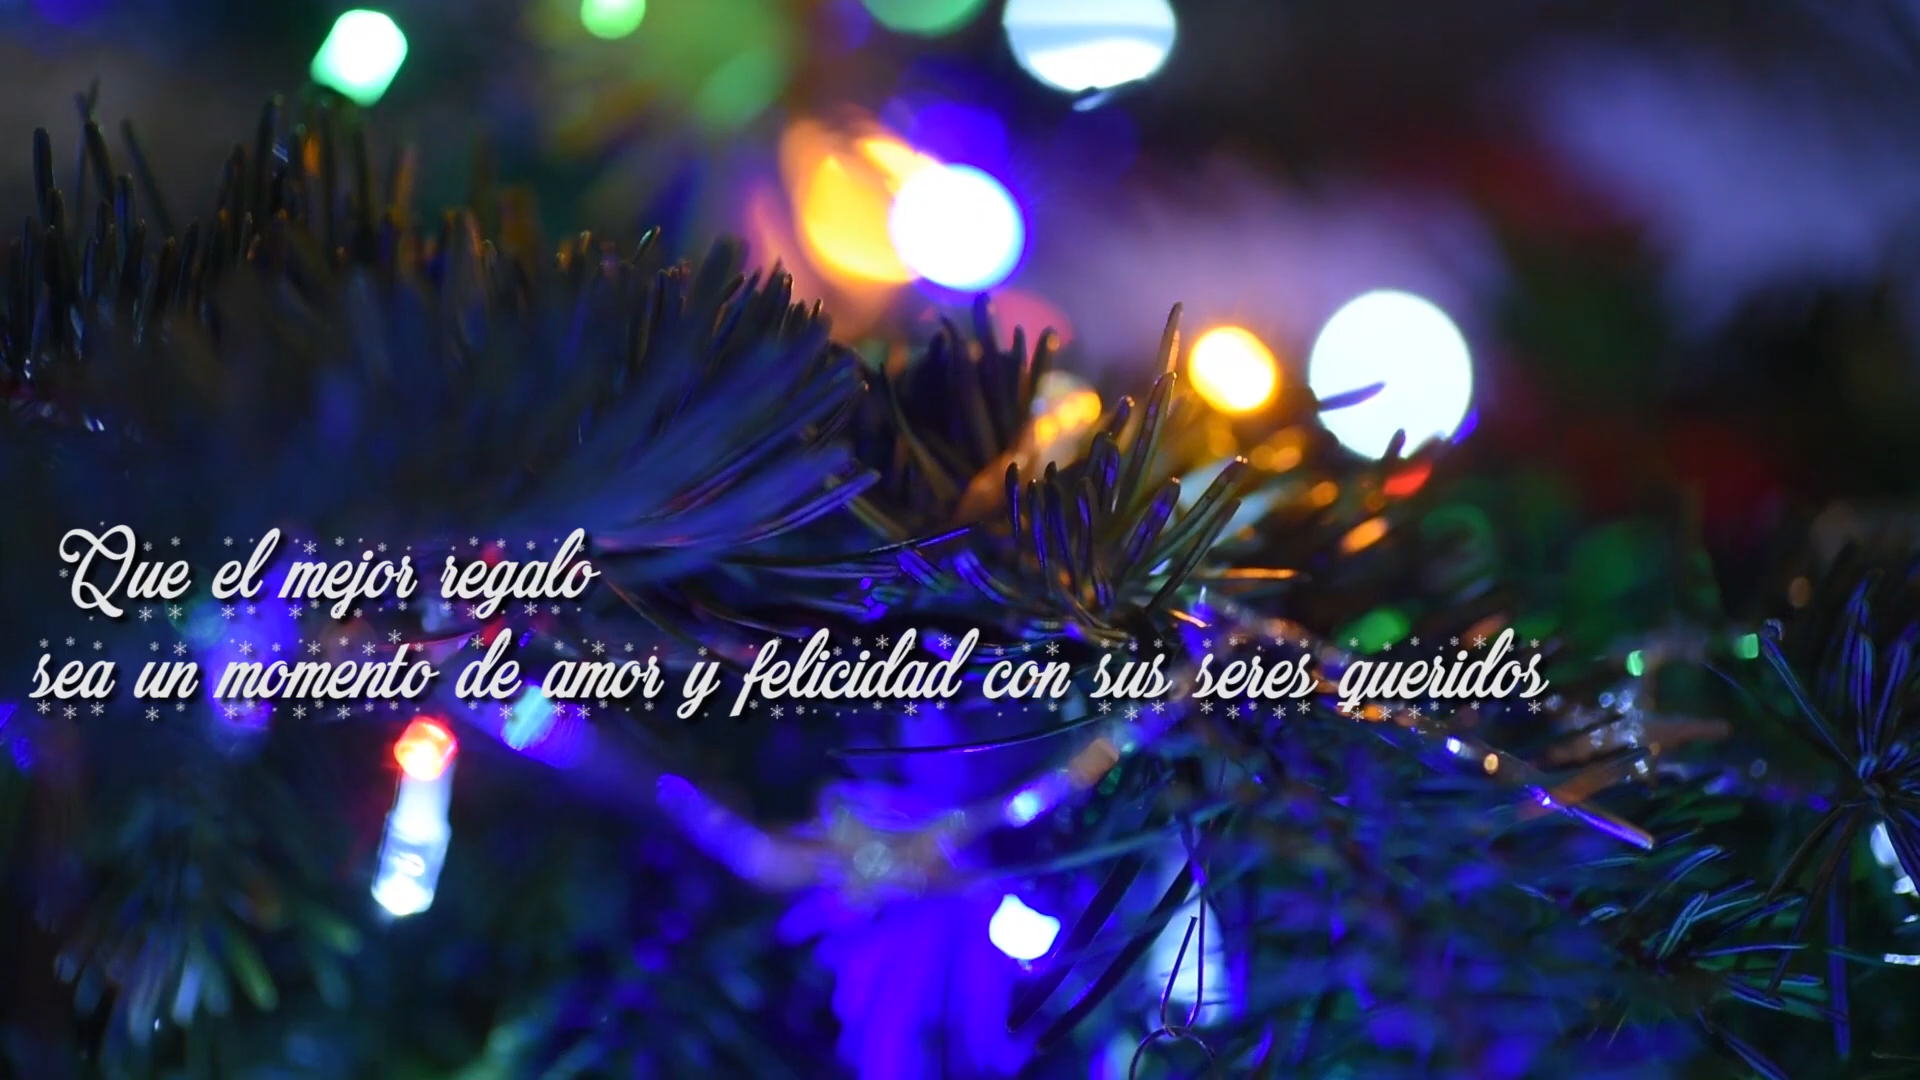 Que el mejor regalo
sea un momento de amor y felicidad con sus seres queridos